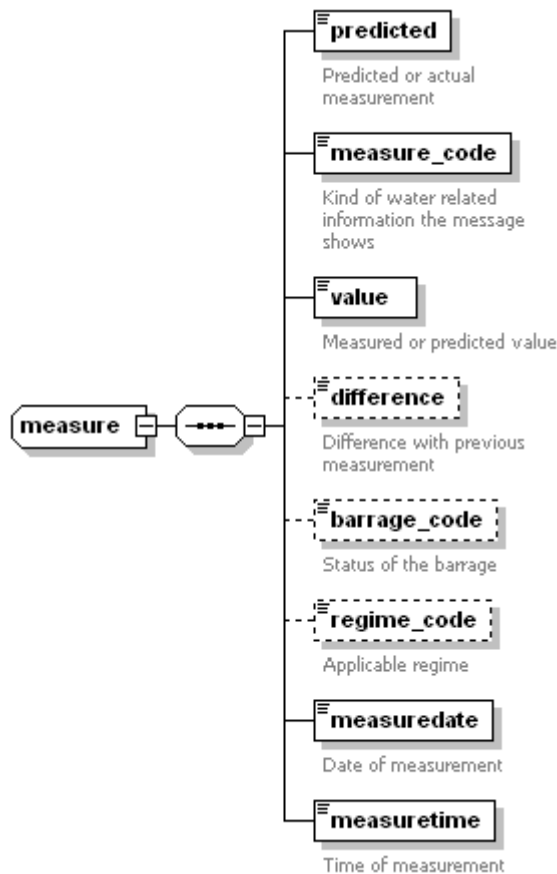 predicted
Predicted or actual
measurement
measure_code
Kind of water related
information the message
shows
value
Measured or predicted value
difference
Difference with previous
measurement
measure
barrage_code
Status of the barrage
regime_code
Applicable regime
measuredate
Date of measurement
measuretime
Time of measurement